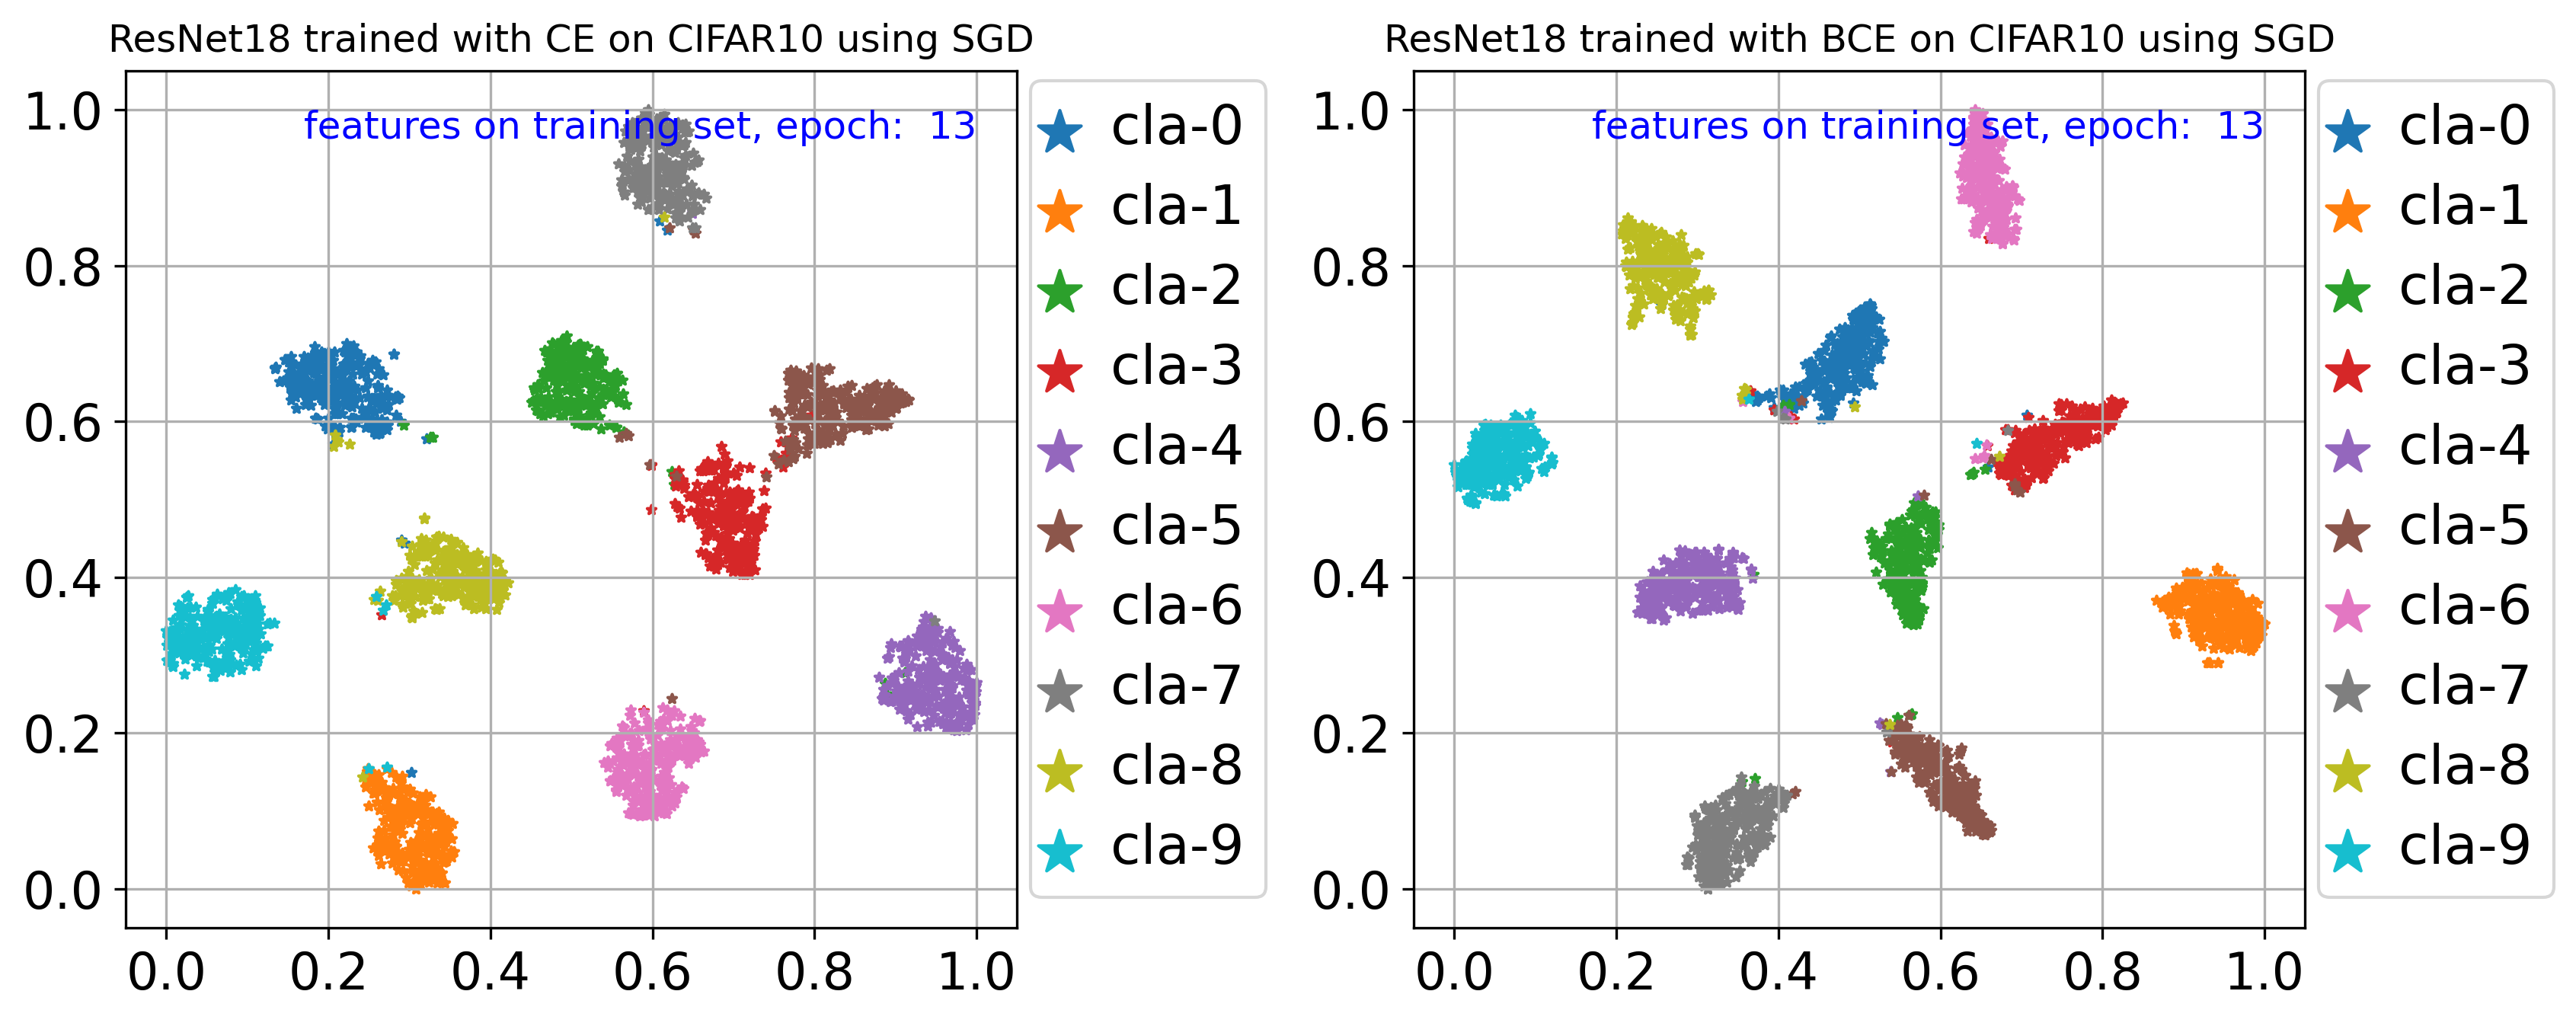 ResNet18 trained with CE on CIFAR10 using SGD
features on training set, epoch: 13
1.0
0.8
0.6
0.4
0.2
0.0
0.0 0.2 0.4 0.6 0.8 1.0
cla-0
cla-1
cla-2
cla-3
cla-4
cla-5
cla-6
cla-7
cla-8
cla-9
ResNet18 trained with BCE on CIFAR10 using SGD
features on training set, epoch: 13
1.0
0.8
0.6
0.4
0.2
0.0
0.0 0.2 0.4 0.6 0.8 1.0
cla-0
cla-1
cla-2
cla-3
cla-4
cla-5
cla-6
cla-7
cla-8
cla-9